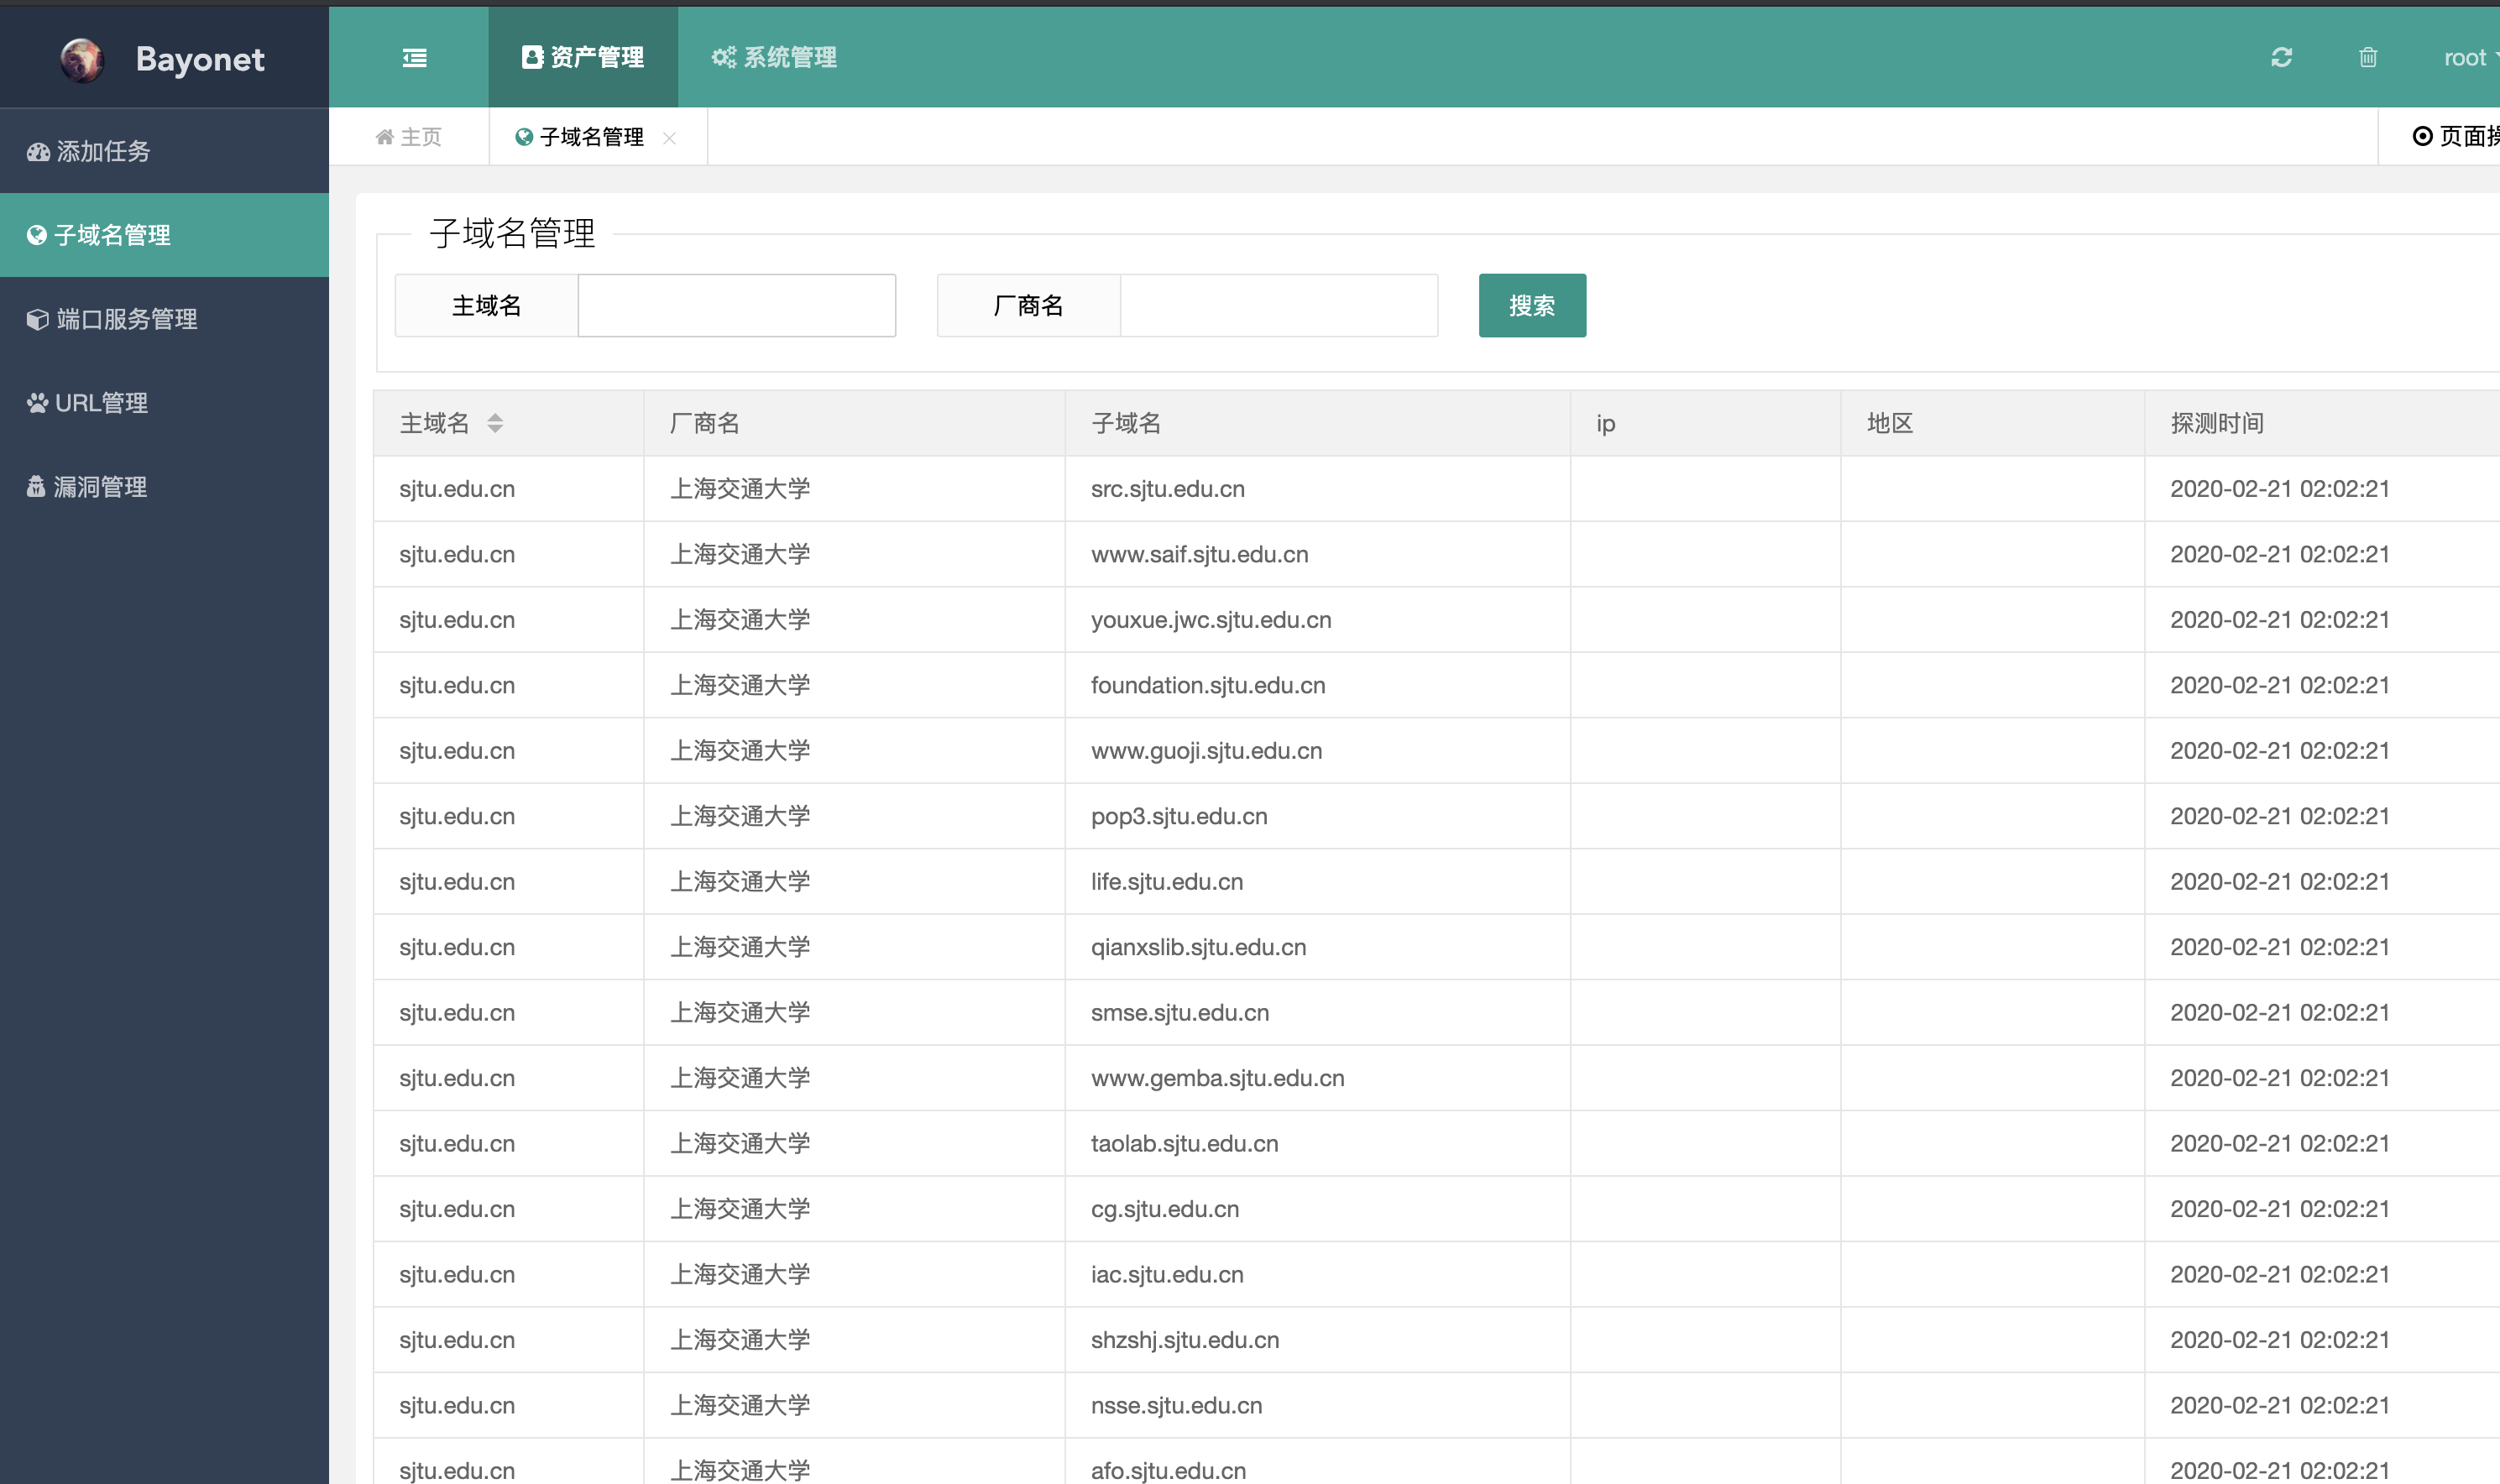 Bayonet
资产管理 系统管理 root
主页 子域名管理 页面操
添加任务
子域名管理
端口服务管理
URL管理
漏洞管理
子域名管理
主域名 厂商名 搜索
主域名 厂商名 子域名 ip 地区 探测时间
sjtu.edu.cn 上海交通大学 src.sjtu.edu.cn 2020-02-21 02:02:21
sjtu.edu.cn 上海交通大学 www.saif.sjtu.edu.cn 2020-02-21 02:02:21
sjtu.edu.cn 上海交通大学 youxue.jwc.sjtu.edu.cn 2020-02-21 02:02:21
sjtu.edu.cn 上海交通大学 foundation.sjtu.edu.cn 2020-02-21 02:02:21
sjtu.edu.cn 上海交通大学 www.guoji.sjtu.edu.cn 2020-02-21 02:02:21
sjtu.edu.cn 上海交通大学 pop3.sjtu.edu.cn 2020-02-21 02:02:21
sjtu.edu.cn 上海交通大学 life.sjtu.edu.cn 2020-02-21 02:02:21
sjtu.edu.cn 上海交通大学 qianxslib.sjtu.edu.cn 2020-02-21 02:02:21
sjtu.edu.cn 上海交通大学 smse.sjtu.edu.cn 2020-02-21 02:02:21
sjtu.edu.cn 上海交通大学 www.gemba.sjtu.edu.cn 2020-02-21 02:02:21
sjtu.edu.cn 上海交通大学 taolab.sjtu.edu.cn 2020-02-21 02:02:21
sjtu.edu.cn 上海交通大学 cg.sjtu.edu.cn 2020-02-21 02:02:21
sjtu.edu.cn 上海交通大学 iac.sjtu.edu.cn 2020-02-21 02:02:21
sjtu.edu.cn 上海交通大学 shzshj.sjtu.edu.cn 2020-02-21 02:02:21
sjtu.edu.cn 上海交通大学 nsse.sjtu.edu.cn 2020-02-21 02:02:21
sjtu.edu.cn 上海交通大学 afo.sjtu.edu.cn 2020-02-21 02:02:21